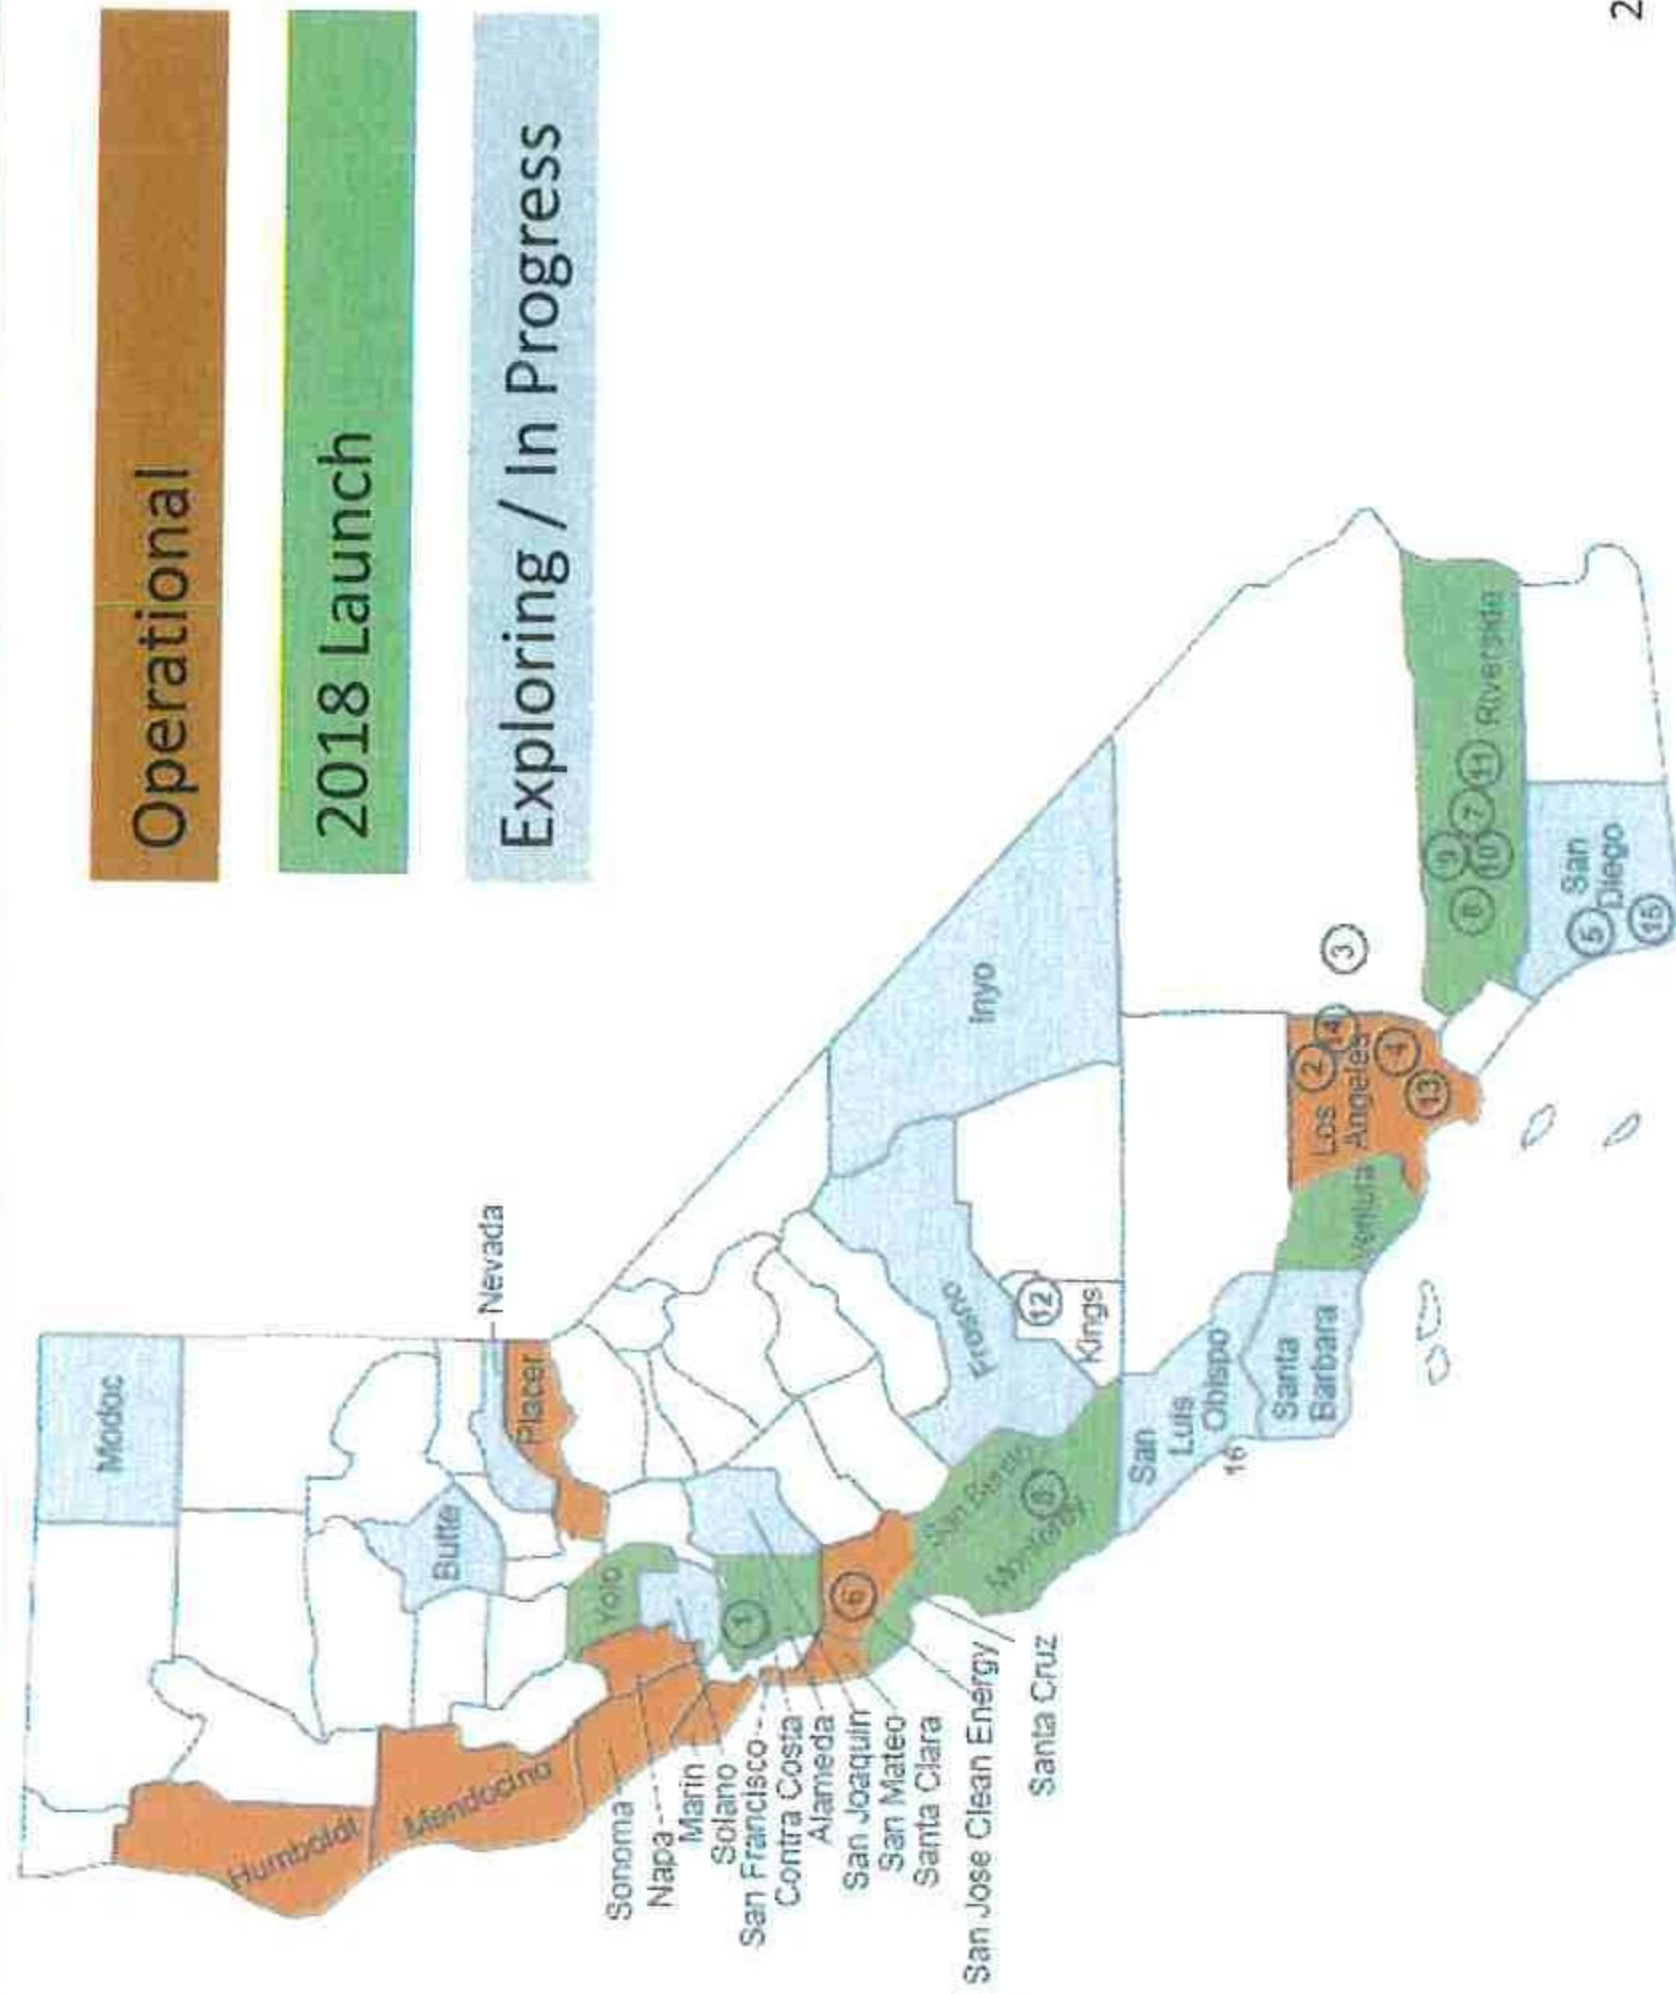 Operational
2018 Launch
Exploring / In Progress
Modoc
Nevada
Humboldt
Mendocino
Butte
Placer
Yolo
Sonoma
Napa
Marin
Solano
San Francisco
Contra Costa
Alameda
San Joaquin
San Mateo
Santa Clara
San Jose Clean Energy
Santa Cruz
1
6
San Benito
Monterey
8
Fresno
12
Kings
Inyo
San
Luis
Obispo
16
Santa
Barbara
Ventura
Los
Angeles
2
14
4
13
3
9
7
11
Riverside
8
10
San
Diego
5
15
2